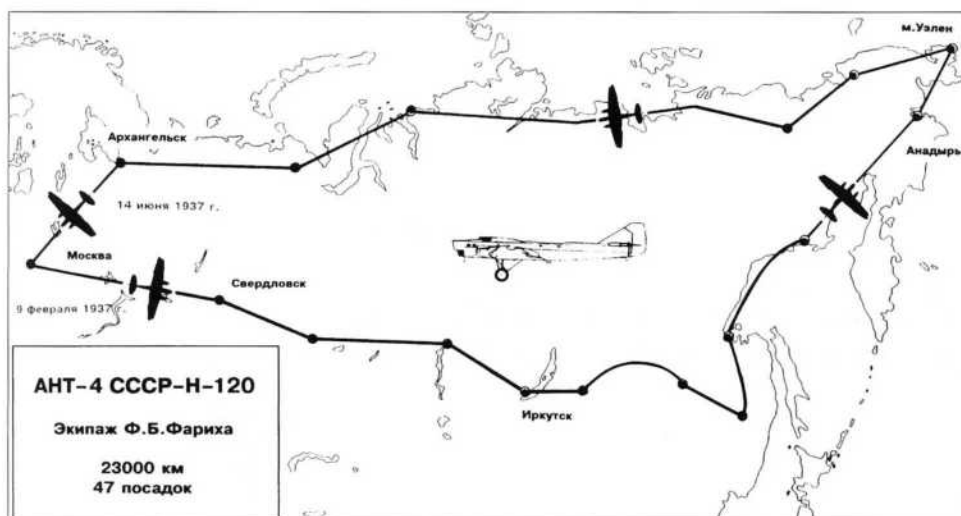 м.Уэлен
Архангельск
Анадырь
14 июня 1937 г.
Москва
Свердловск
9 февраля 1937 г.
Иркутск
АНТ-4 СССР-Н-120
Экипаж Ф.Б.Фариха
23000 км
47 посадок